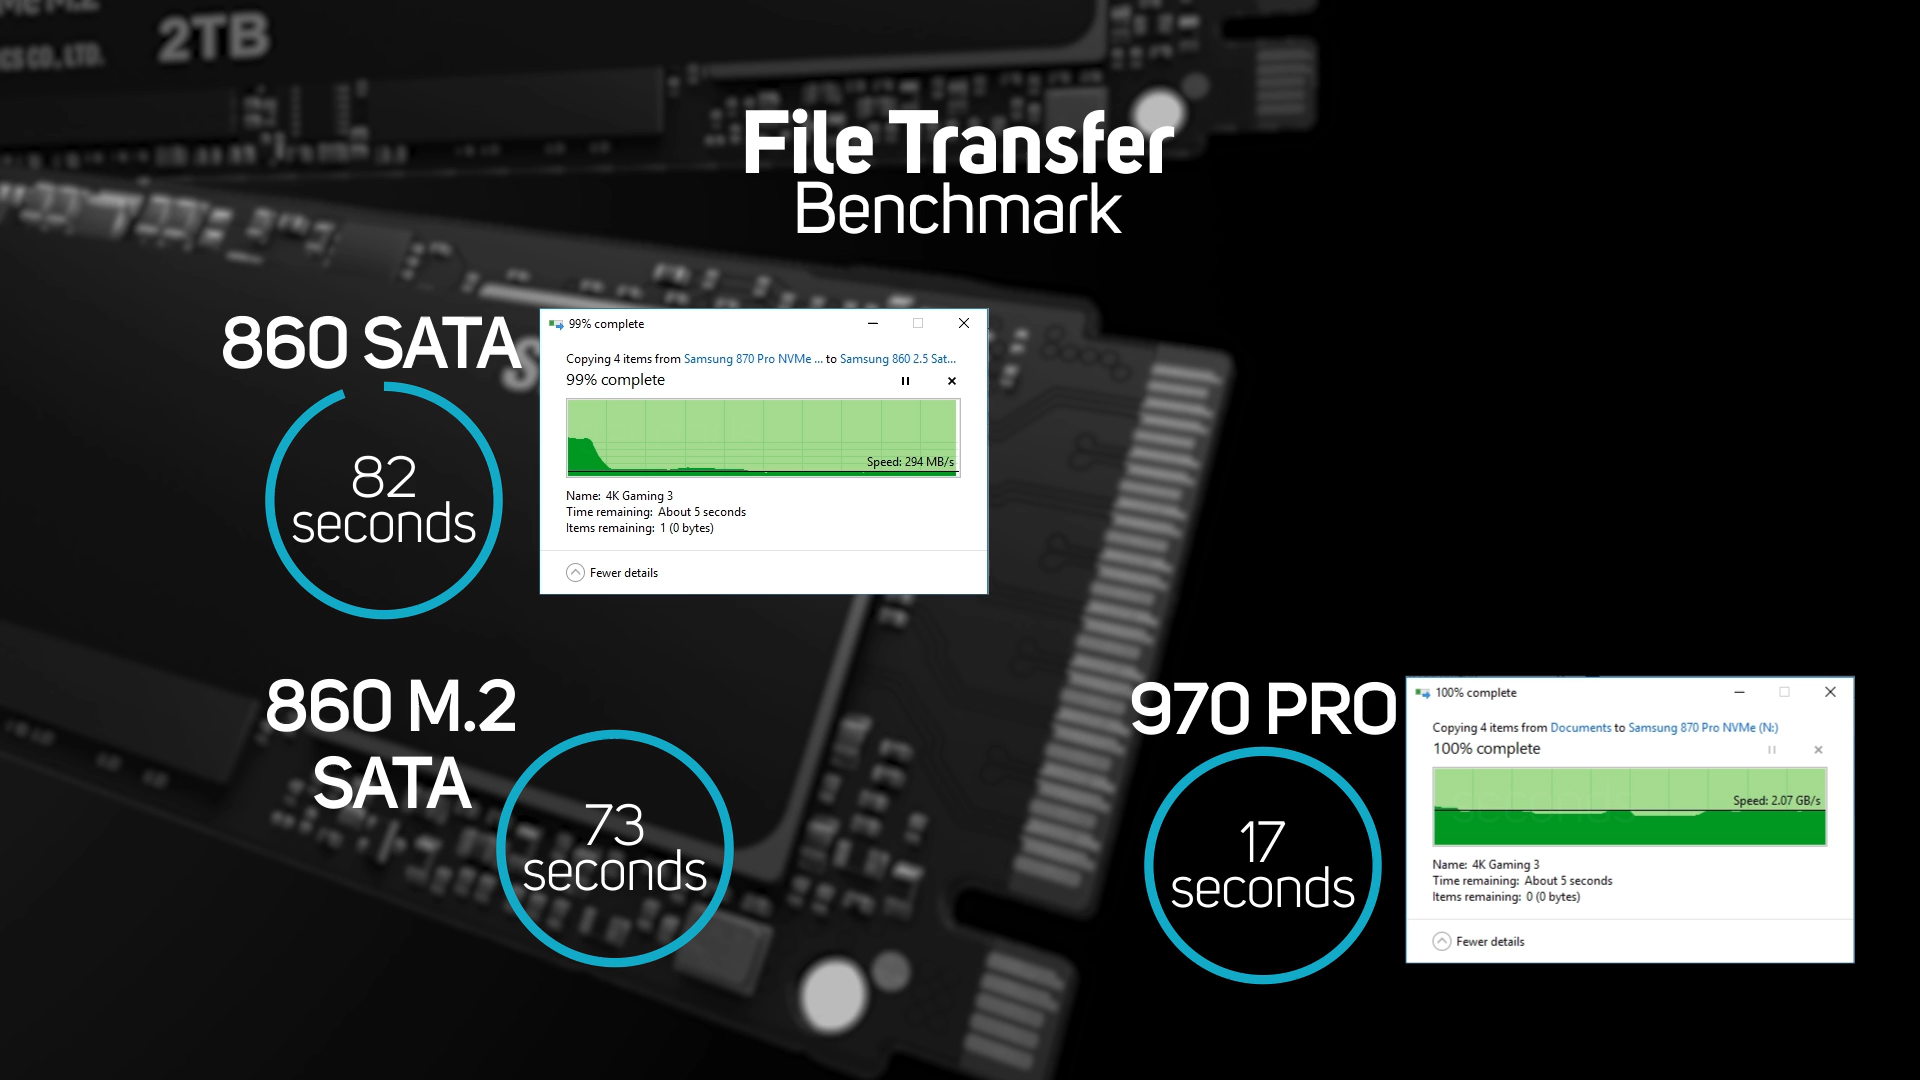 2TB
CS CO., LTD.
File Transfer
Benchmark
860 SATA
82
seconds
99% complete
Copying 4 items from Samsung 870 Pro NVMe ... to Samsung 860 2.5 Sat...
99% complete
Speed: 294 MB/s
Name: 4K Gaming 3
Time remaining: About 5 seconds
Items remaining: 1 (0 bytes)
Fewer details
860 M.2
SATA
73
seconds
970 PRO
17
seconds
100% complete
Copying 4 items from Documents to Samsung 870 Pro NVMe (N:)
100% complete
Speed: 2.07 GB/s
Name: 4K Gaming 3
Time remaining: About 5 seconds
Items remaining: 0 (0 bytes)
Fewer details